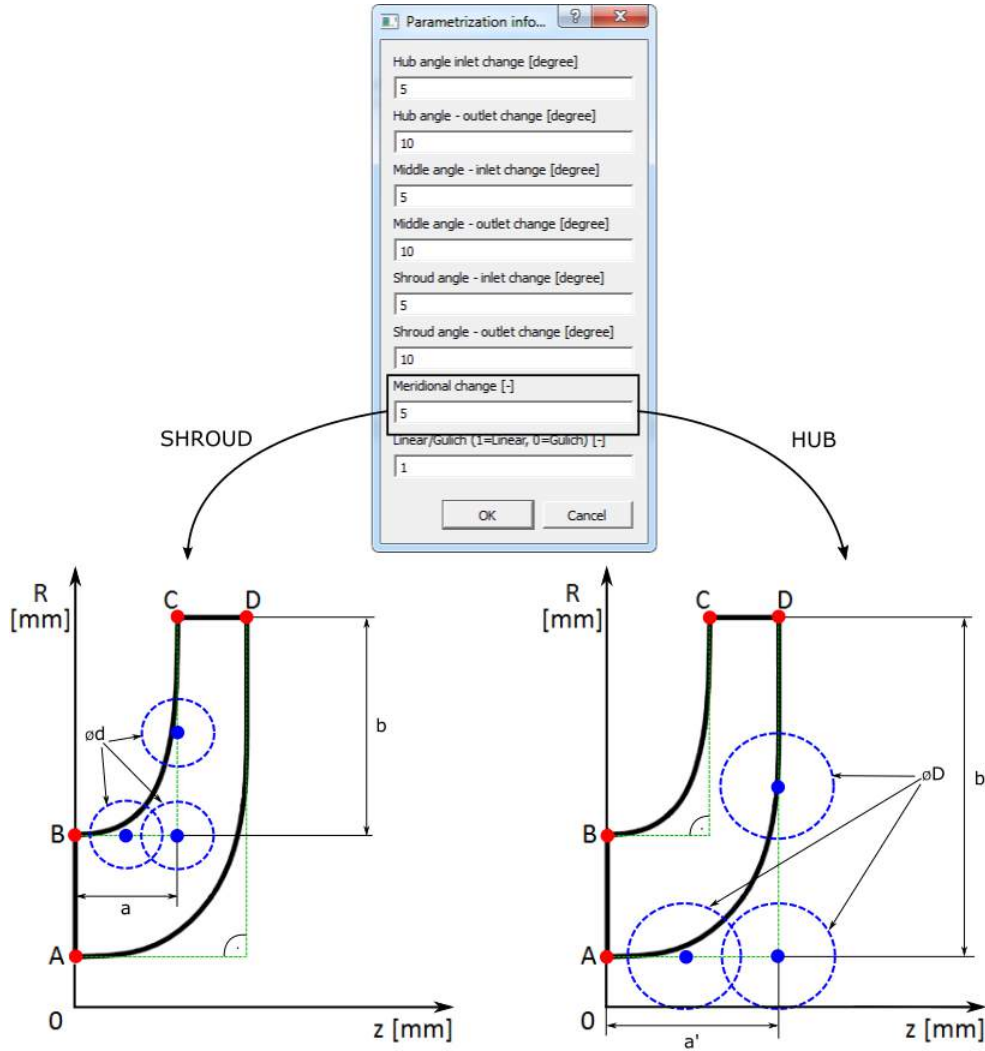 Parametrization info...
?
X
Hub angle inlet change [degree]
5
Hub angle - outlet change [degree]
10
Middle angle - inlet change [degree]
5
Middle angle - outlet change [degree]
10
Shroud angle - inlet change [degree]
5
Shroud angle - outlet change [degree]
10
Meridional change [-]
5
Linear/Gulich (1=Linear, 0=Gulich) [-]
1
OK Cancel
SHROUD
HUB
R
[mm]
C D
ød
b
B
a
A
0
z [mm]
R
[mm]
C D
øD
b
B
A
0
z [mm]
a'